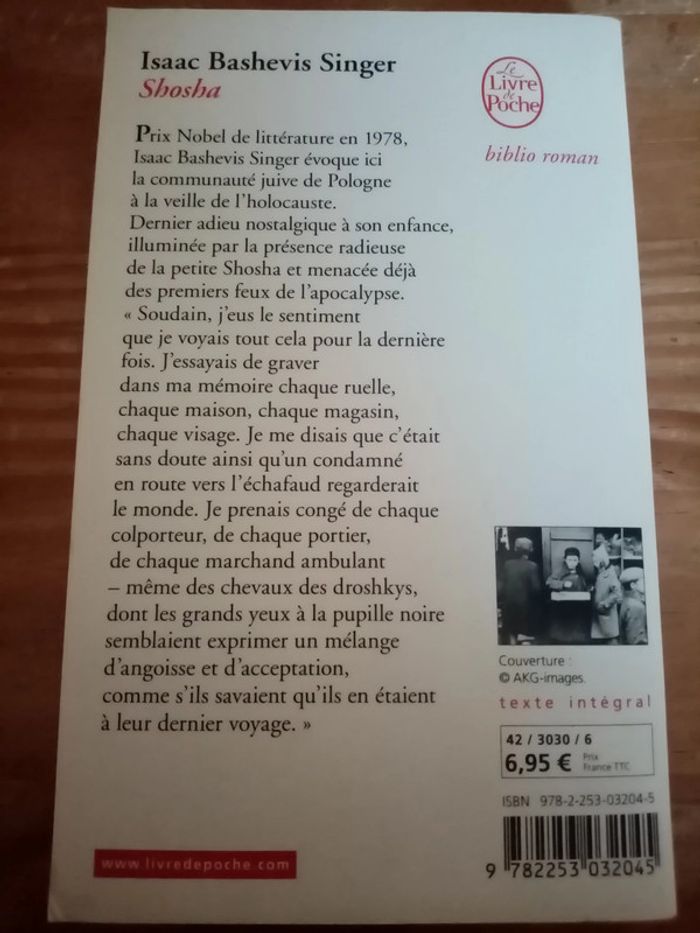 Isaac Bashevis Singer
Shosha
Le
Livre
de
Poche
biblio roman
Prix Nobel de littérature en 1978,
Isaac Bashevis Singer évoque ici
la communauté juive de Pologne
à la veille de l'holocauste.
Dernier adieu nostalgique à son enfance,
illuminée par la présence radieuse
de la petite Shosha et menacée déjà
des premiers feux de l'apocalypse.
« Soudain, j'eus le sentiment
que je voyais tout cela pour la dernière
fois. J'essayais de graver
dans ma mémoire chaque ruelle,
chaque maison, chaque magasin,
chaque visage. Je me disais que c'était
sans doute ainsi qu'un condamné
en route vers l'échafaud regarderait
le monde. Je prenais congé de chaque
colporteur, de chaque portier,
de chaque marchand ambulant
– même des chevaux des droshkys,
dont les grands yeux à la pupille noire
semblaient exprimer un mélange
d'angoisse et d'acceptation,
comme s'ils savaient qu'ils en étaient
à leur dernier voyage. »
Couverture :
© AKG-images.
texte intégral
42 / 3030 / 6
6,95 € Prix
France TTC
ISBN 978-2-253-03204-5
9 782253 032045
www.livredepoche.com